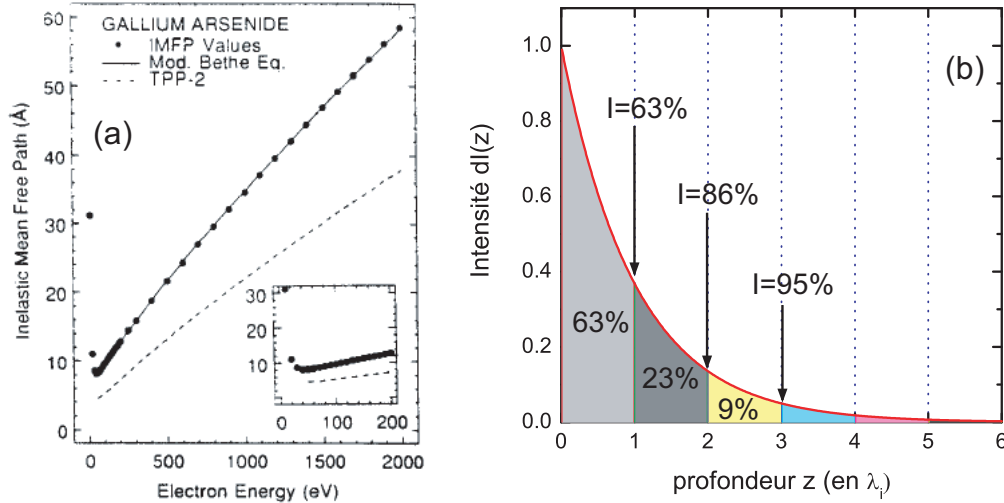 GALLIUM ARSENIDE
IMFP Values
Mod. Bethe Eq.
TPP-2
(a)
Inelastic Mean Free Path (Å)
60
50
40
30
20
10
0
0 500 1000 1500 2000
Electron Energy (eV)
30
20
10
0 100 200
(b)
Intensité dI(z)
1.0
0.8
0.6
0.4
0.2
0.0
I=63%
I=86%
I=95%
63%
23%
9%
0 1 2 3 4 5 6
profondeur z (en λi)